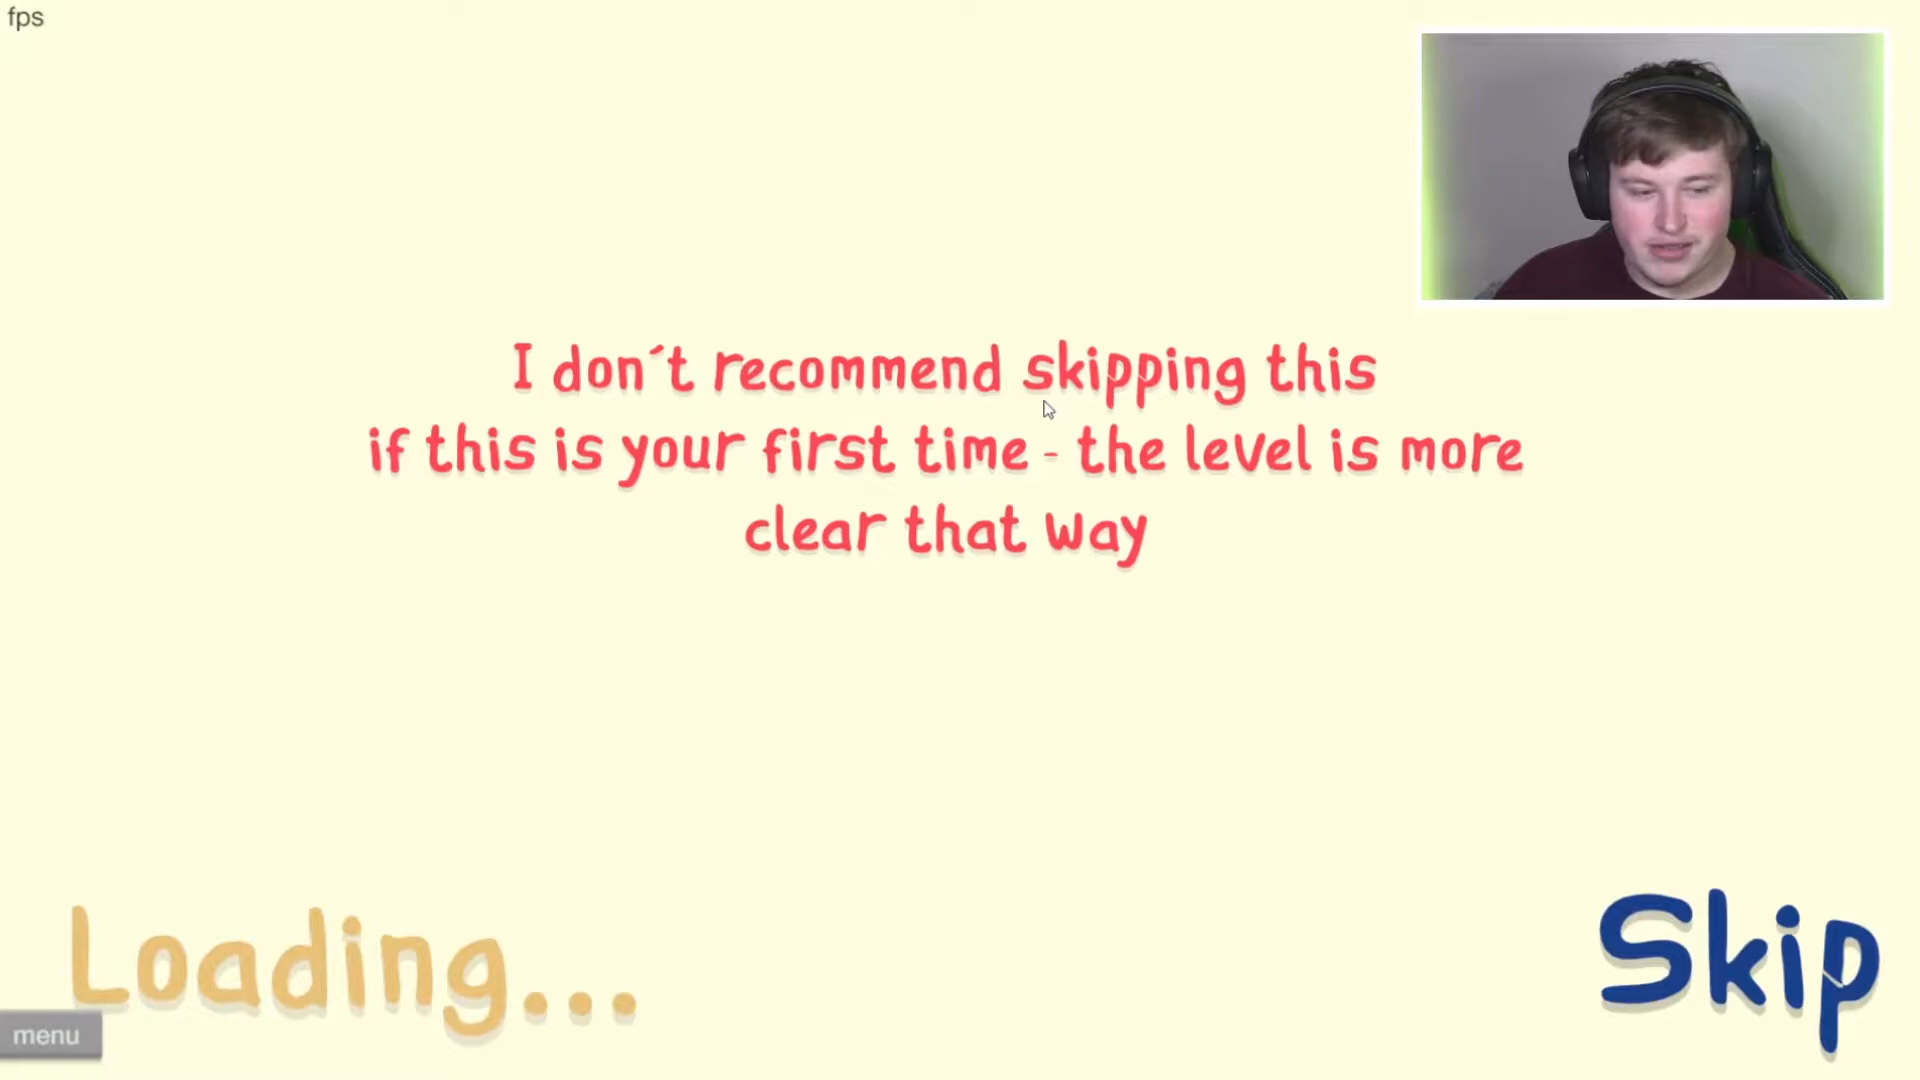 fps
I don´t recommend skipping this
if this is your first time - the level is more
clear that way
Loading...
Skip
menu